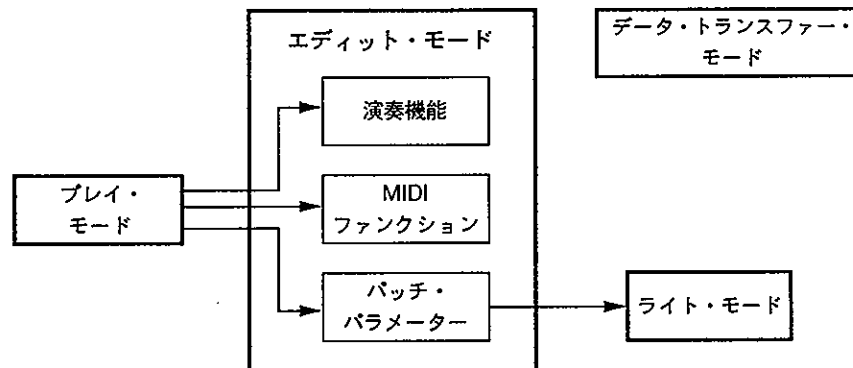 エディット・モード
データ・トランスファー・
モード
演奏機能
プレイ・
モード
MIDI
ファンクション
パッチ・
パラメーター
ライト・モード